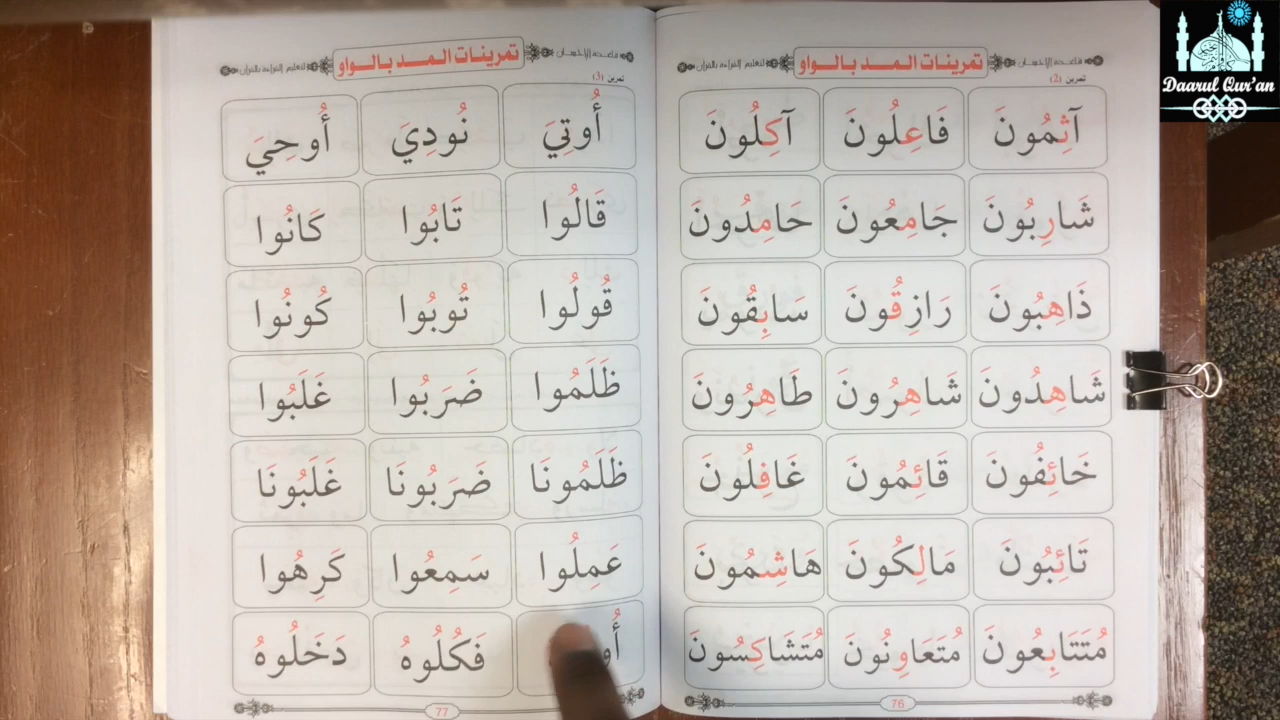 Daarul Qur'an
قاعدة الإحسان
تمرينات المد بالواو
لتعليم القراءة بالقرآن
تمرين (2)
آثِمُونَ فَاعِلُونَ آكِلُونَ
شَارِبُونَ جَامِعُونَ حَامِدُونَ
ذَاهِبُونَ رَازِقُونَ سَابِقُونَ
شَاهِدُونَ شَاهِرُونَ طَاهِرُونَ
خَائِفُونَ قَائِمُونَ غَافِلُونَ
تَائِبُونَ مَالِكُونَ هَاشِمُونَ
مُتَتَابِعُونَ مُتَعَاوِنُونَ مُتَشَاكِسُونَ
76
قاعدة الإحسان
تمرينات المد بالواو
لتعليم القراءة بالقرآن
تمرين (3)
أُوتِيَ نُودِيَ أُوحِيَ
قَالُوا تَابُوا كَانُوا
قُولُوا تُوبُوا كُونُوا
ظَلَمُوا ضَرَبُوا غَلَبُوا
ظَلَمُونَا ضَرَبُونَا غَلَبُونَا
عَمِلُوا سَمِعُوا كَرِهُوا
فَكُلُوهُ دَخَلُوهُ
77